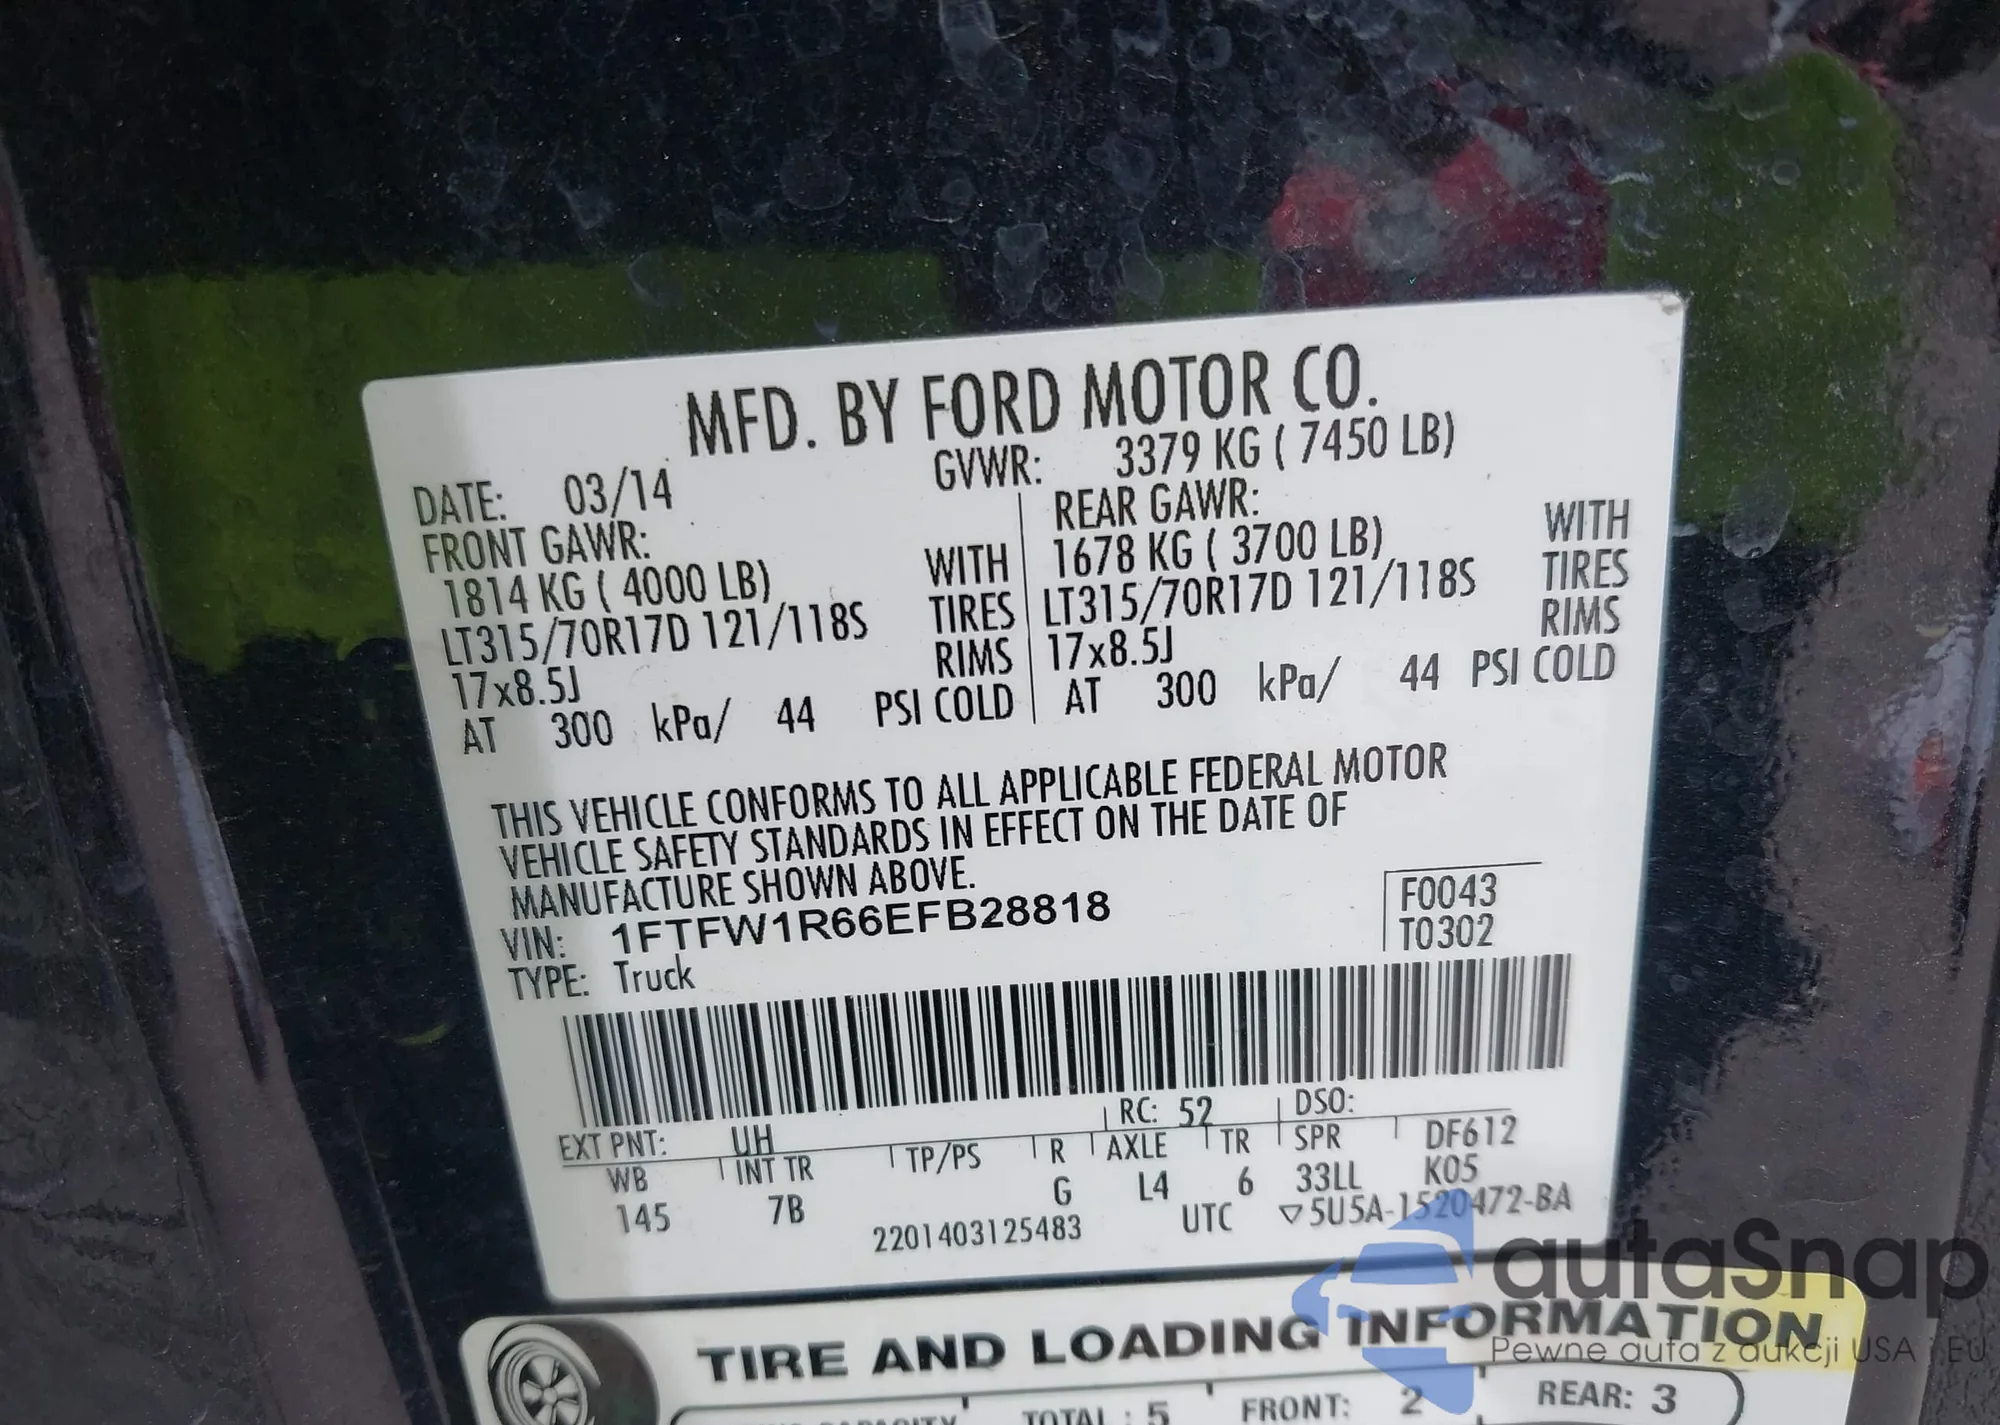 MFD. BY FORD MOTOR CO.
DATE: 03/14 GVWR: 3379 KG ( 7450 LB)
FRONT GAWR: REAR GAWR:
1814 KG ( 4000 LB) WITH 1678 KG ( 3700 LB) WITH
LT315/70R17D 121/118S TIRES LT315/70R17D 121/118S TIRES
17x8.5J RIMS 17x8.5J RIMS
AT 300 kPa/ 44 PSI COLD AT 300 kPa/ 44 PSI COLD
THIS VEHICLE CONFORMS TO ALL APPLICABLE FEDERAL MOTOR
VEHICLE SAFETY STANDARDS IN EFFECT ON THE DATE OF
MANUFACTURE SHOWN ABOVE.
VIN: 1FTFW1R66EFB28818 F0043
TYPE: Truck T0302
EXT PNT: UH RC: 52 DSO:
WB INT TR TP/PS R AXLE TR SPR DF612
145 7B G L4 6 33LL K05
2201403125483 UTC ▽5U5A-1520472-BA
autaSnap
TIRE AND LOADING INFORMATION
Pewne auta z aukcji USA i EU
TOTAL : 5 FRONT: 2 REAR: 3